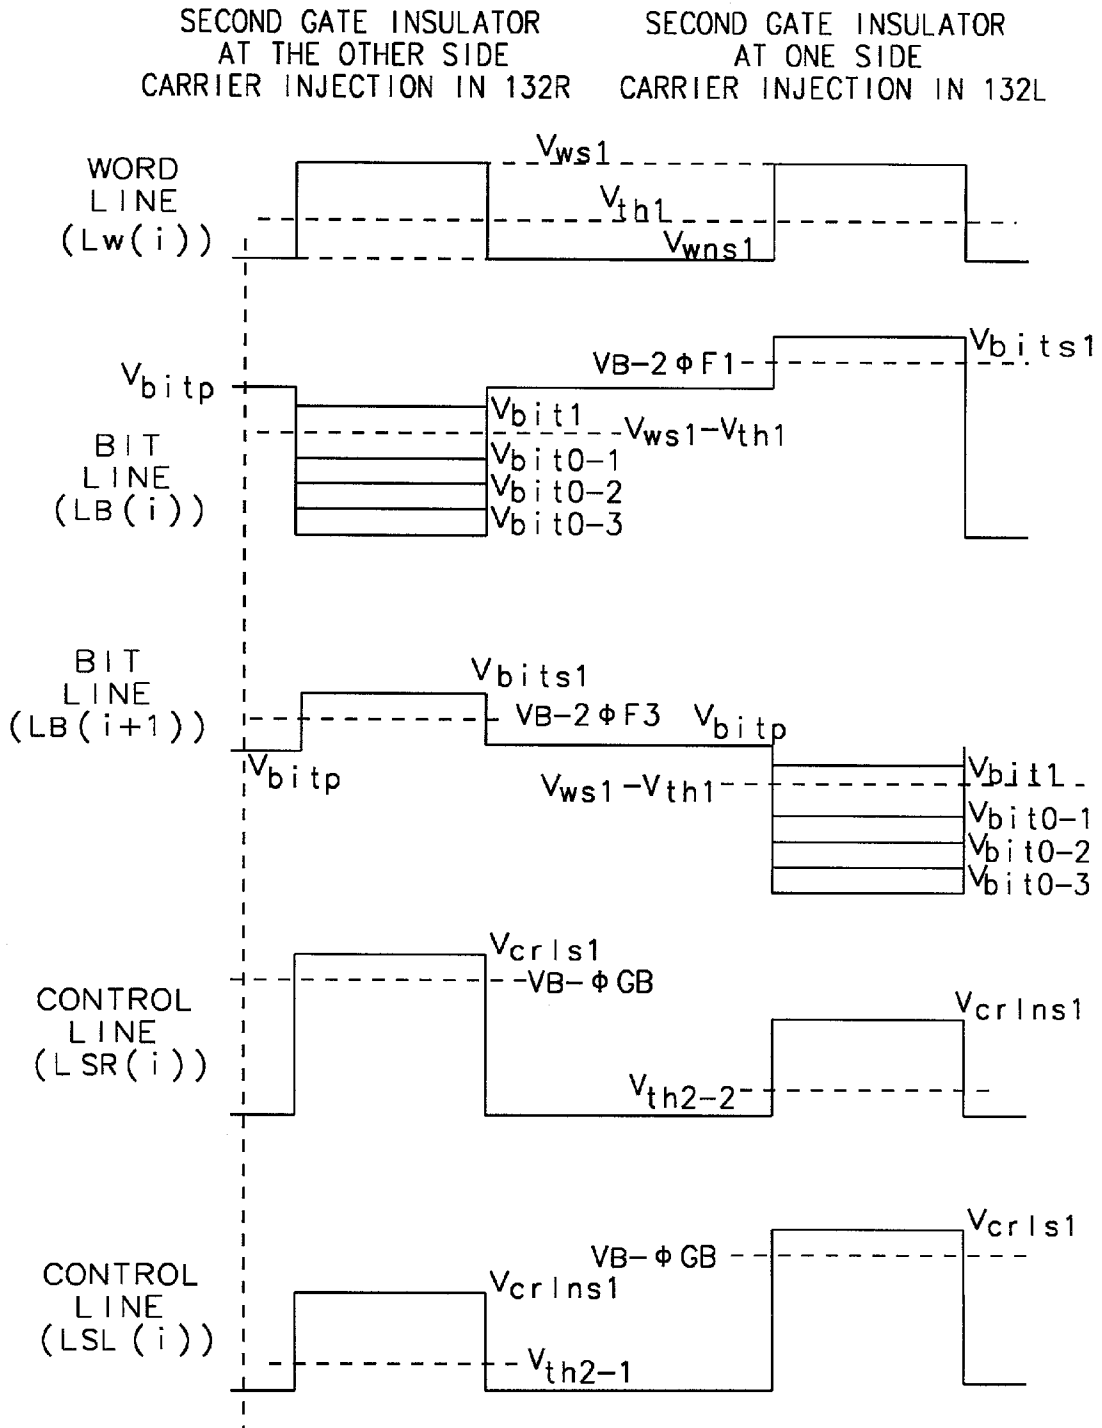 SECOND GATE INSULATOR
AT THE OTHER SIDE
CARRIER INJECTION IN 132R
SECOND GATE INSULATOR
AT ONE SIDE
CARRIER INJECTION IN 132L
WORD
LINE
(Lw(i))
Vws1
Vth1
Vwns1
Vbitp
BIT
LINE
(LB(i))
Vbit1
Vws1-Vth1
Vbit0-1
Vbit0-2
Vbit0-3
VB-2ΦF1
Vbits1
BIT
LINE
(LB(i+1))
Vbits1
VB-2ΦF3
Vbitp
Vbitp
Vws1-Vth1
Vbit1
Vbit0-1
Vbit0-2
Vbit0-3
CONTROL
LINE
(LSR(i))
Vcrls1
VB-ΦGB
Vcrlns1
Vth2-2
CONTROL
LINE
(LSL(i))
Vcrlns1
Vth2-1
Vcrls1
VB-ΦGB